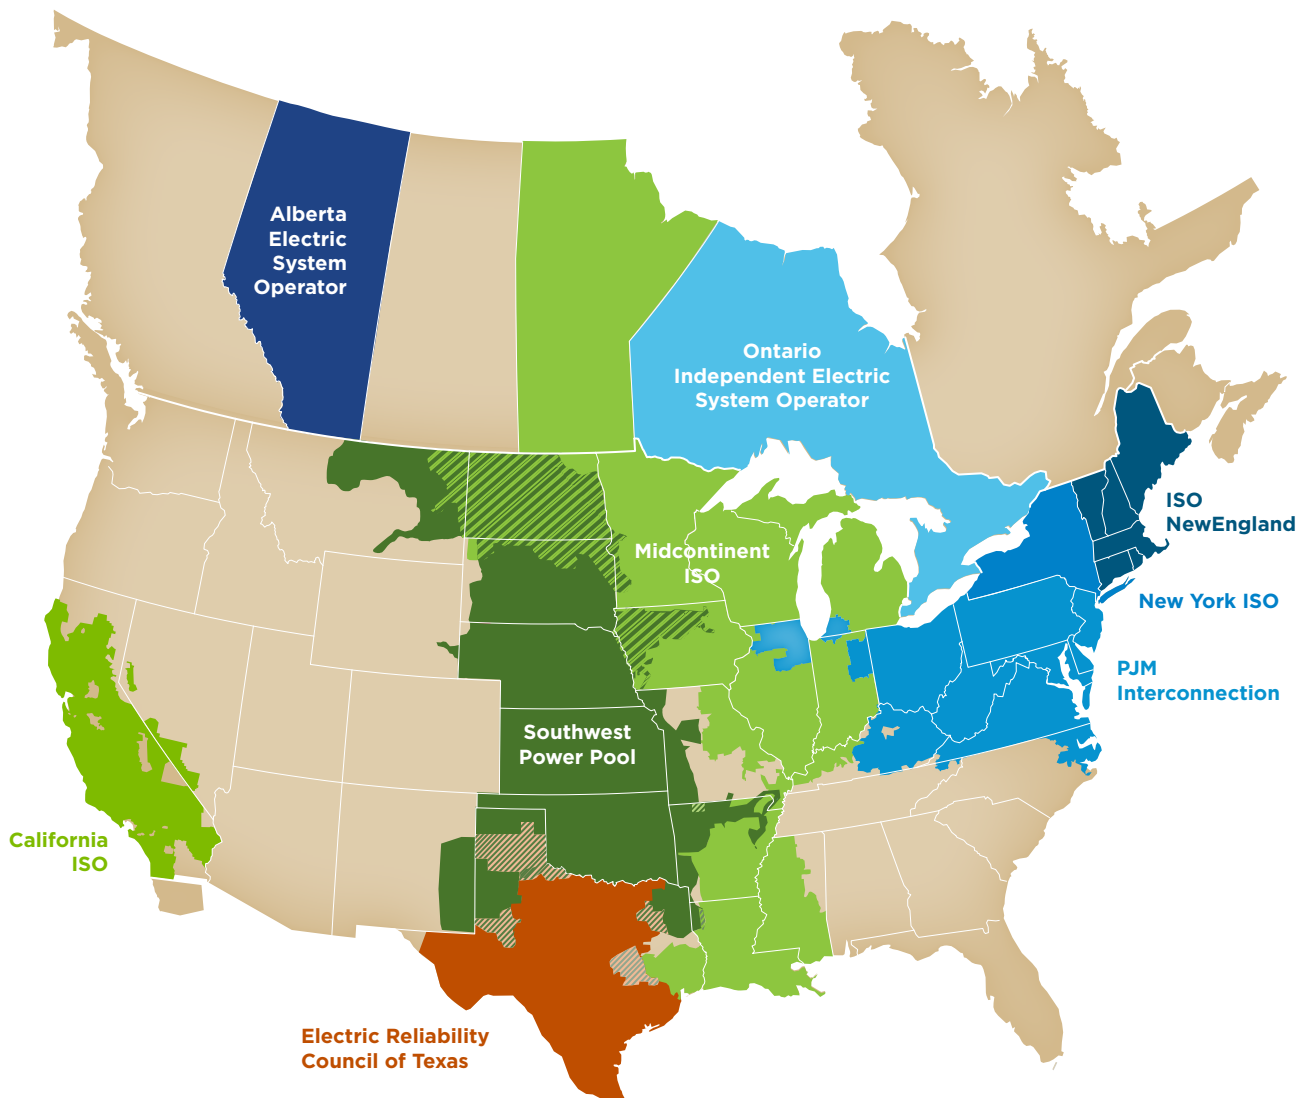 Alberta
Electric
System
Operator
Ontario
Independent Electric
System Operator
ISO
NewEngland
Midcontinent
ISO
New York ISO
PJM
Interconnection
Southwest
Power Pool
California
ISO
Electric Reliability
Council of Texas